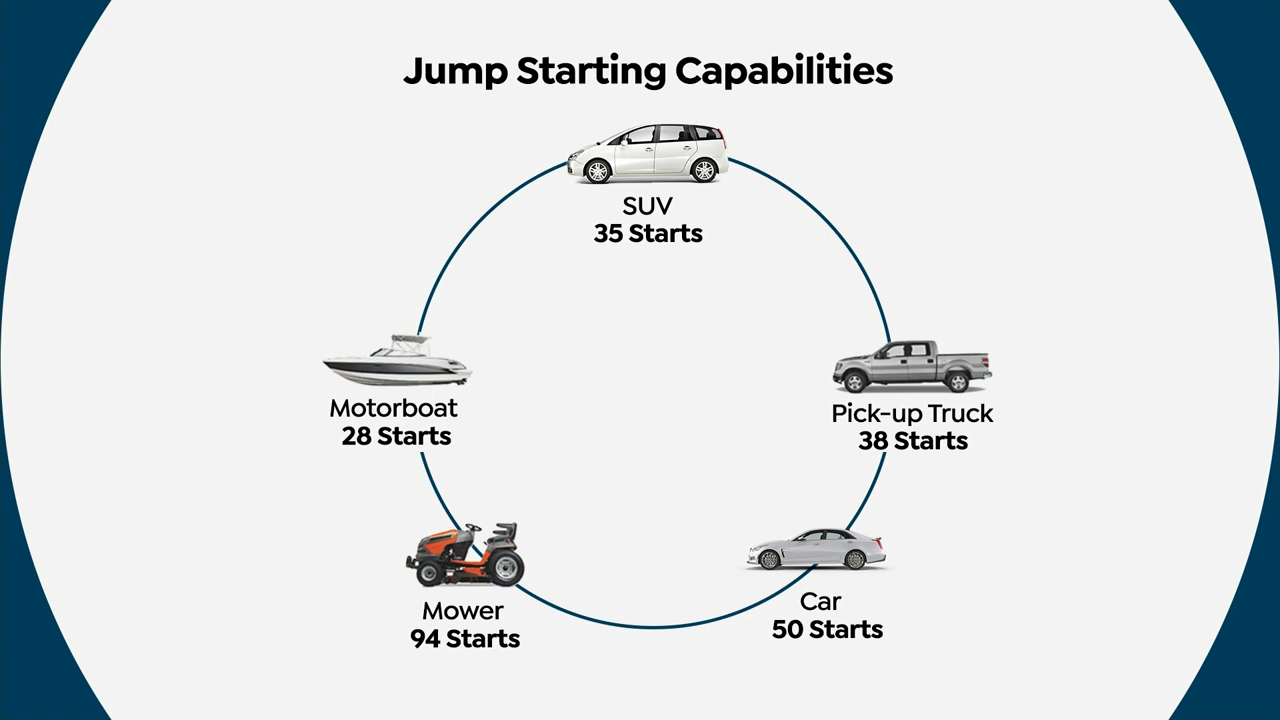 Jump Starting Capabilities
SUV
35 Starts
Motorboat
28 Starts
Pick-up Truck
38 Starts
Mower
94 Starts
Car
50 Starts